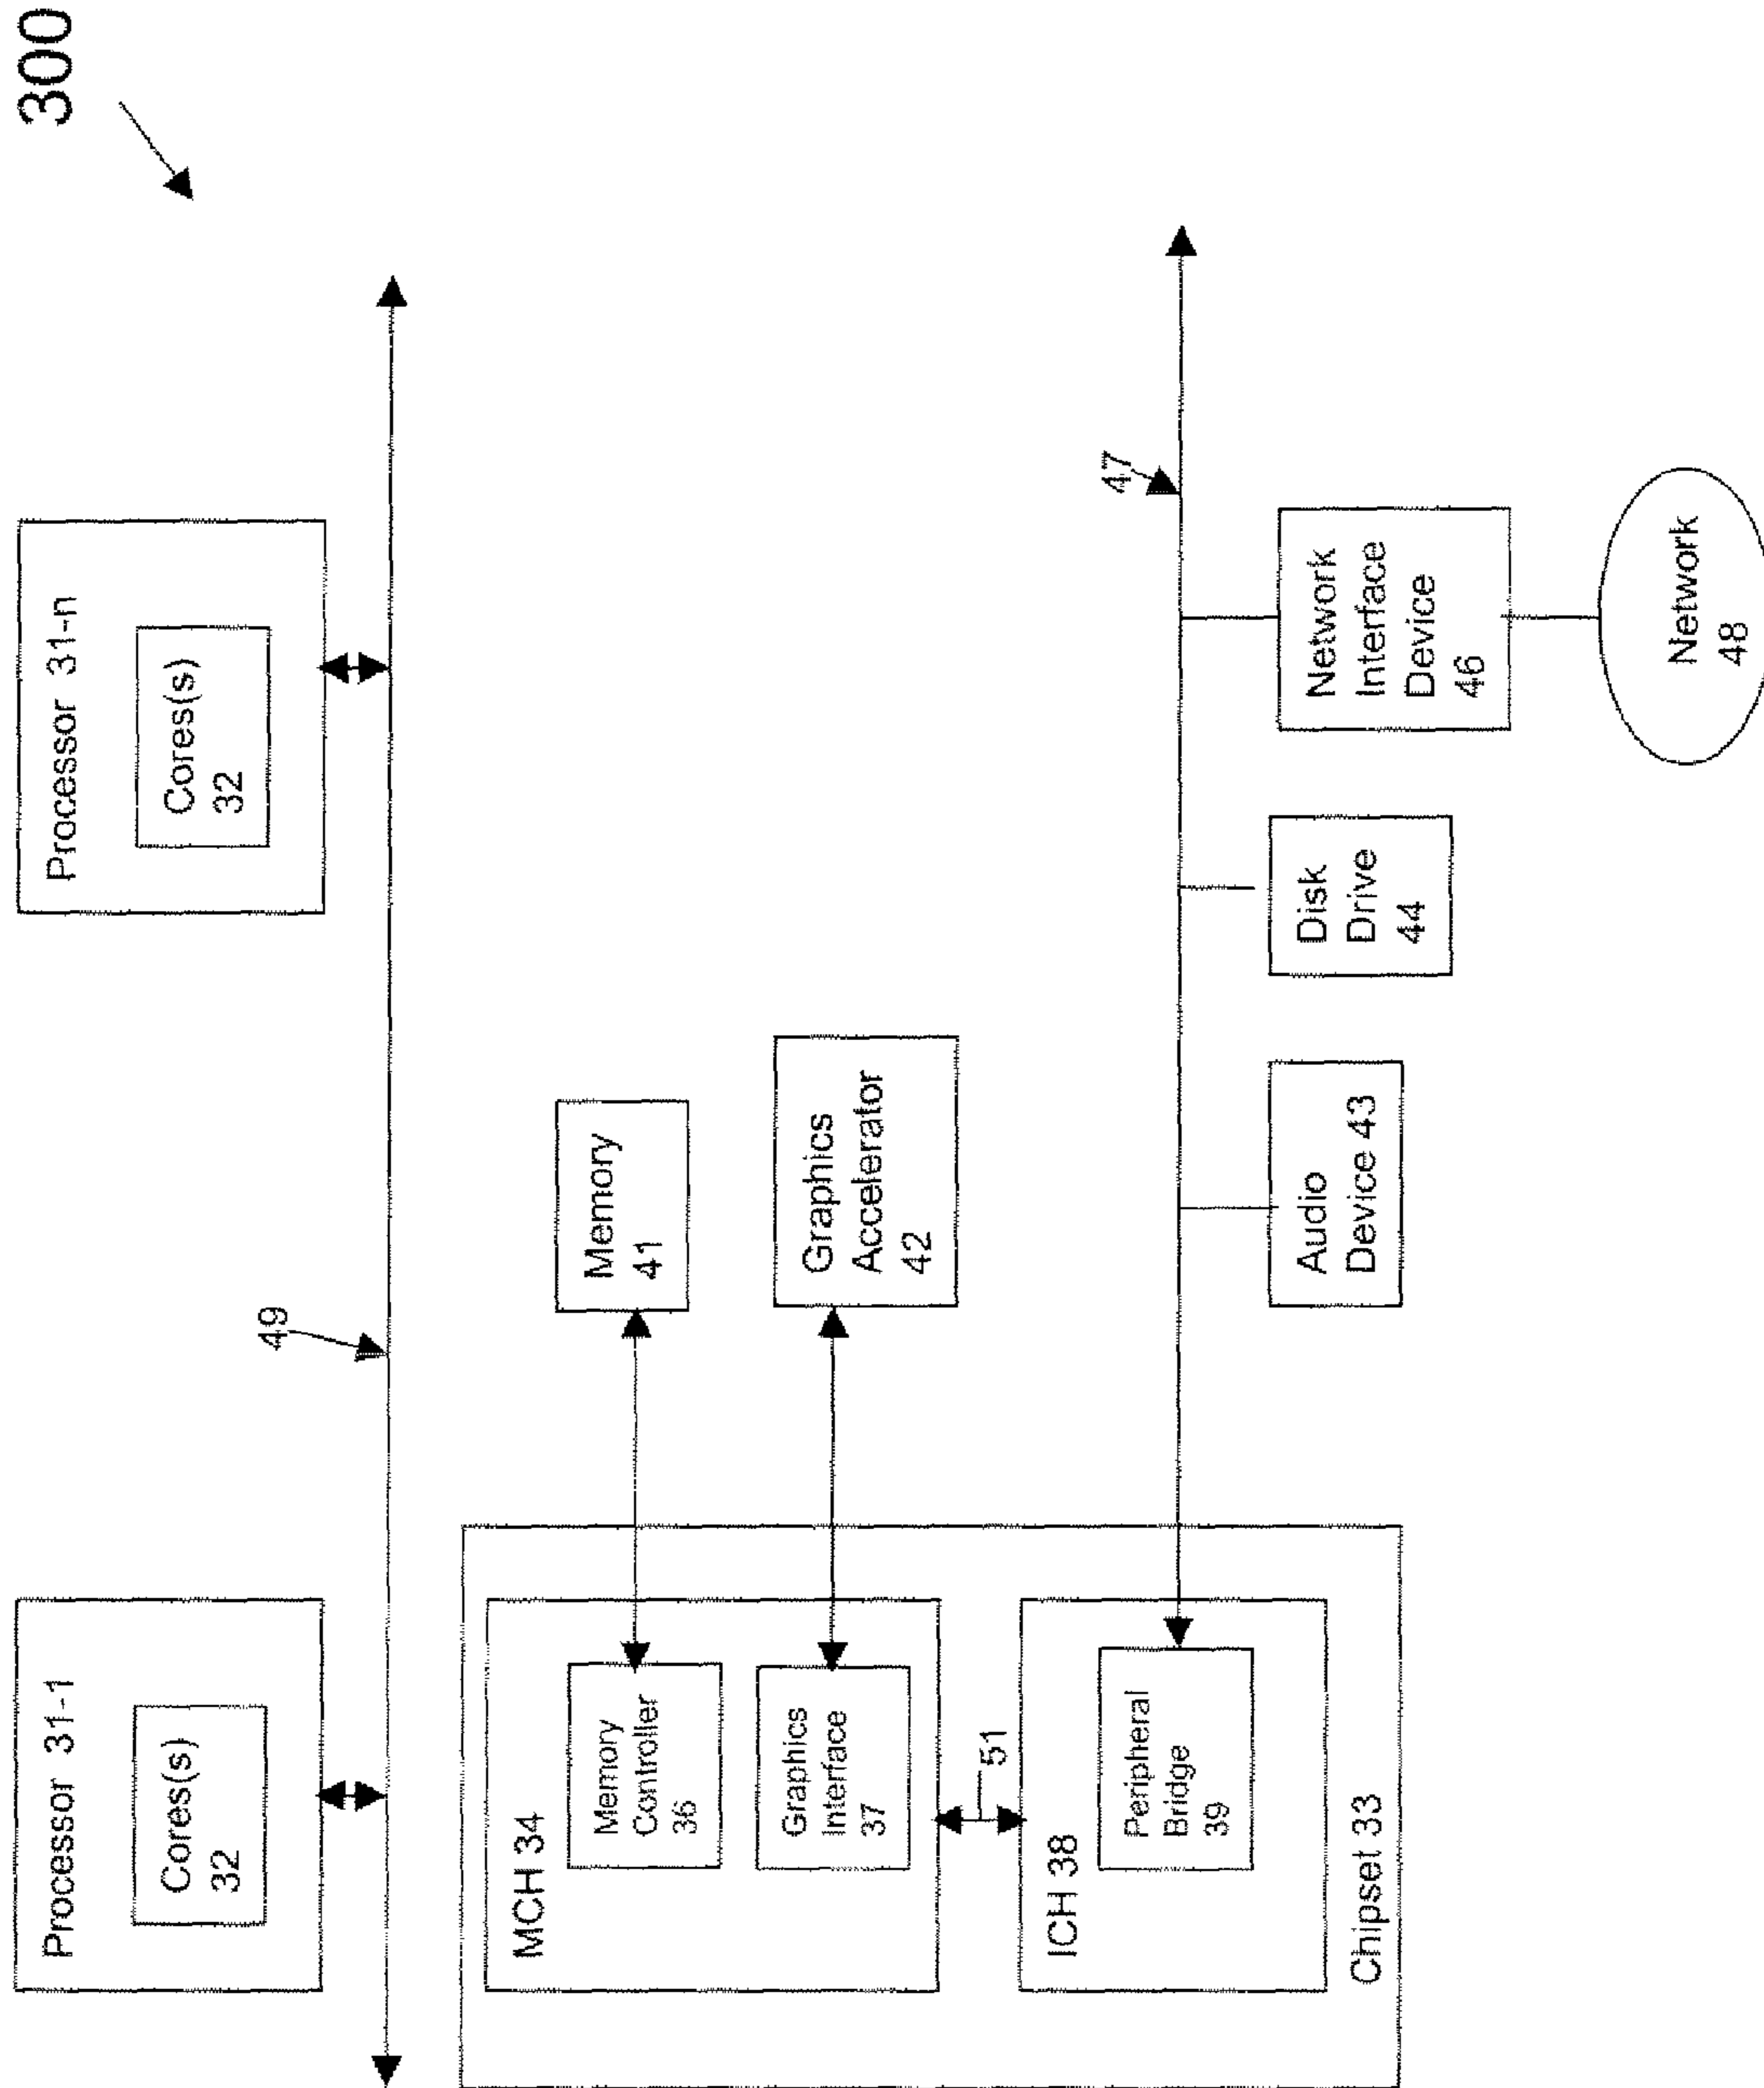 300
Processor 31-1
Cores(s)
32
Processor 31-n
Cores(s)
32
49
MCH 34
Memory
Controller
36
Memory
41
Graphics
Interface
37
Graphics
Accelerator
42
51
ICH 38
Peripheral
Bridge
39
47
Chipset 33
Audio
Device 43
Disk
Drive
44
Network
Interface
Device
46
Network
48